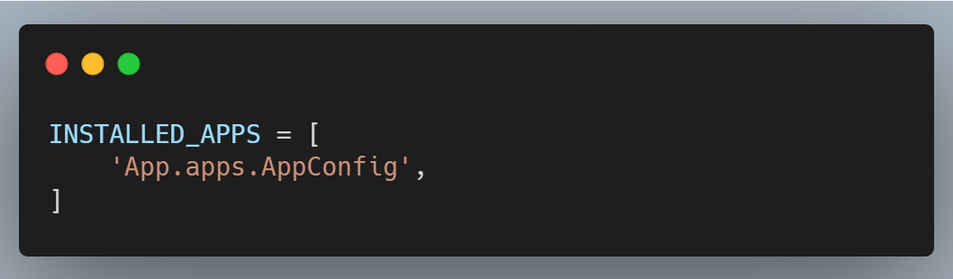 INSTALLED_APPS = [
    'App.apps.AppConfig',
]